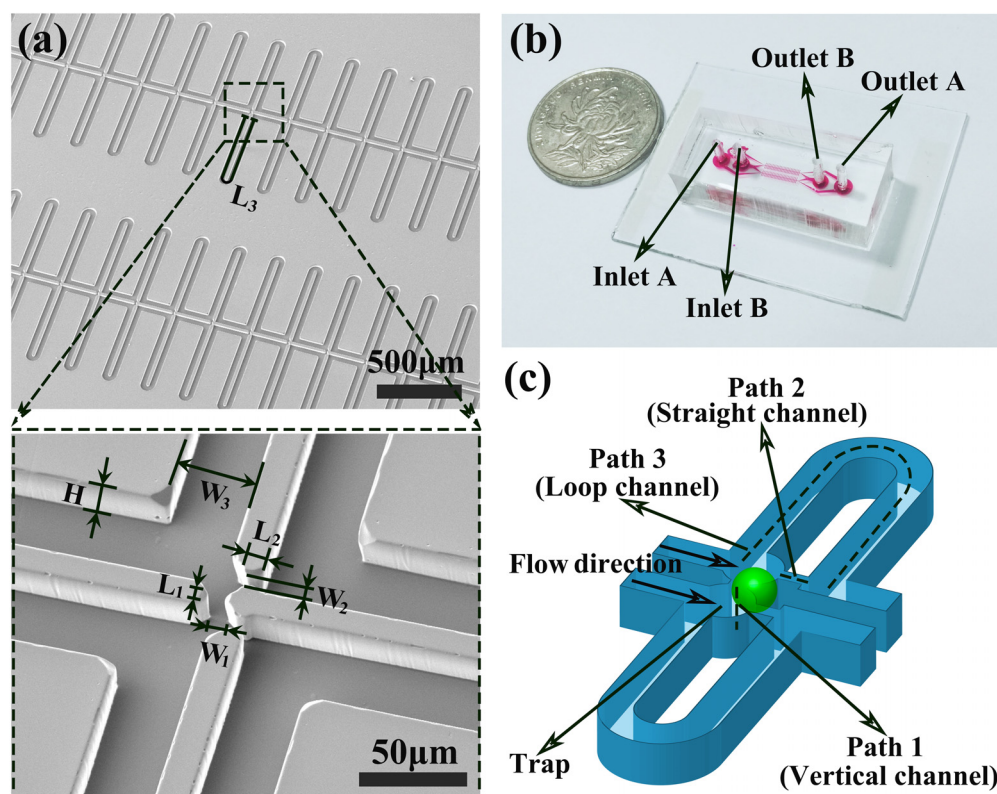 (a)
L3
500μm
H
W3
L2
L1
W2
W1
50μm
(b)
Outlet B
Outlet A
Inlet A
Inlet B
(c)
Path 2
(Straight channel)
Path 3
(Loop channel)
Flow direction
Trap
Path 1
(Vertical channel)